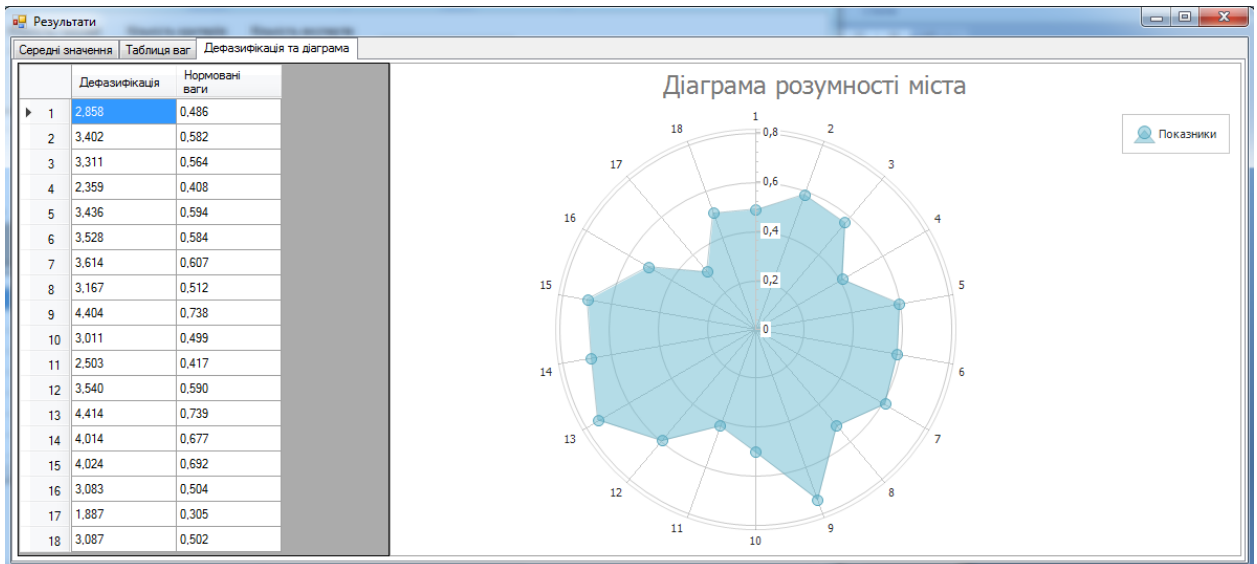 Результати
Середні значення Таблиця ваг Дефазифікація та діаграма
Дефазифікація Нормовані
ваги
1 2,858 0,486
2 3,402 0,582
3 3,311 0,564
4 2,359 0,408
5 3,436 0,594
6 3,528 0,584
7 3,614 0,607
8 3,167 0,512
9 4,404 0,738
10 3,011 0,499
11 2,503 0,417
12 3,540 0,590
13 4,414 0,739
14 4,014 0,677
15 4,024 0,692
16 3,083 0,504
17 1,887 0,305
18 3,087 0,502
Діаграма розумності міста
1
18 0,8 2
Показники
17 3
0,6
16 0,4 4
15 0,2 5
0
14 6
13 7
12 8
11 9
10